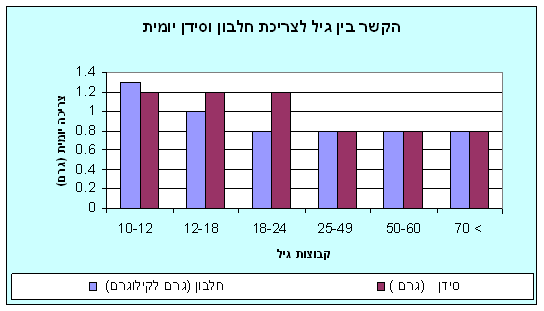 הקשר בין גיל לצריכת חלבון וסידן יומית
צריכה יומית (גרם)
1.4
1.2
1
0.8
0.6
0.4
0.2
0
10-12 12-18 18-24 25-49 50-60 70 <
קבוצות גיל
חלבון (גרם לקילוגרם) סידן (גרם )